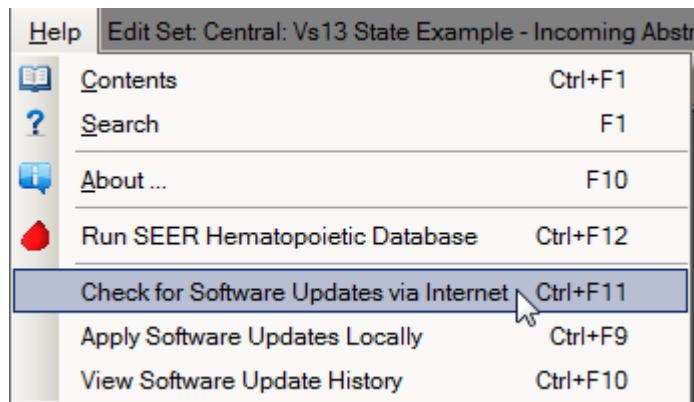 Help Edit Set: Central: Vs13 State Example - Incoming Abstr
Contents Ctrl+F1
Search F1
About ... F10
Run SEER Hematopoietic Database Ctrl+F12
Check for Software Updates via Internet Ctrl+F11
Apply Software Updates Locally Ctrl+F9
View Software Update History Ctrl+F10